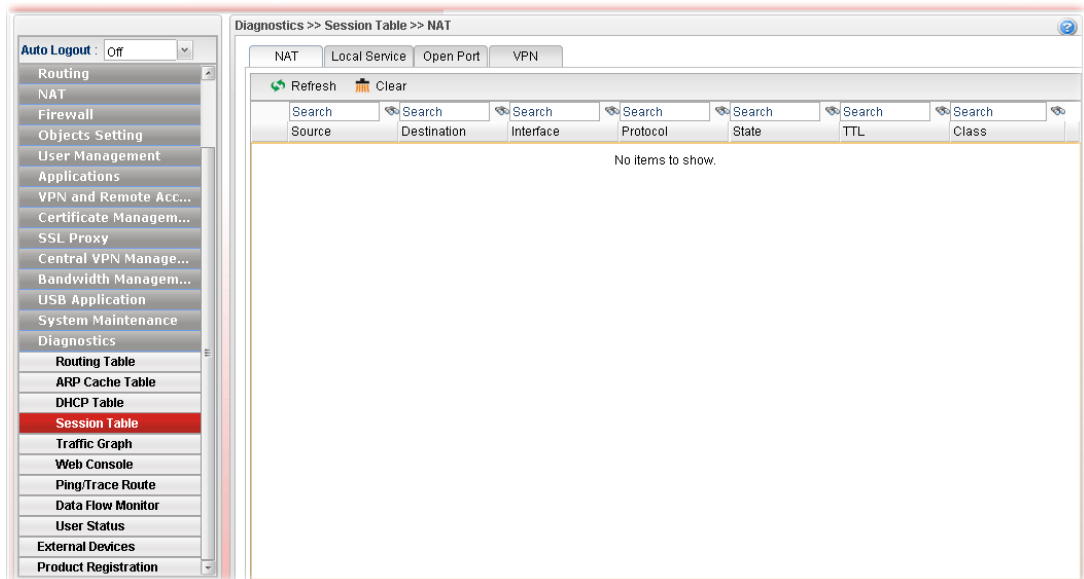 Diagnostics >> Session Table >> NAT
Auto Logout : Off
Routing
NAT
Firewall
Objects Setting
User Management
Applications
VPN and Remote Acc...
Certificate Managem...
SSL Proxy
Central VPN Manage...
Bandwidth Managem...
USB Application
System Maintenance
Diagnostics
Routing Table
ARP Cache Table
DHCP Table
Session Table
Traffic Graph
Web Console
Ping/Trace Route
Data Flow Monitor
User Status
External Devices
Product Registration
NAT Local Service Open Port VPN
Refresh Clear
Search Search Search Search Search Search Search
Source Destination Interface Protocol State TTL Class
No items to show.